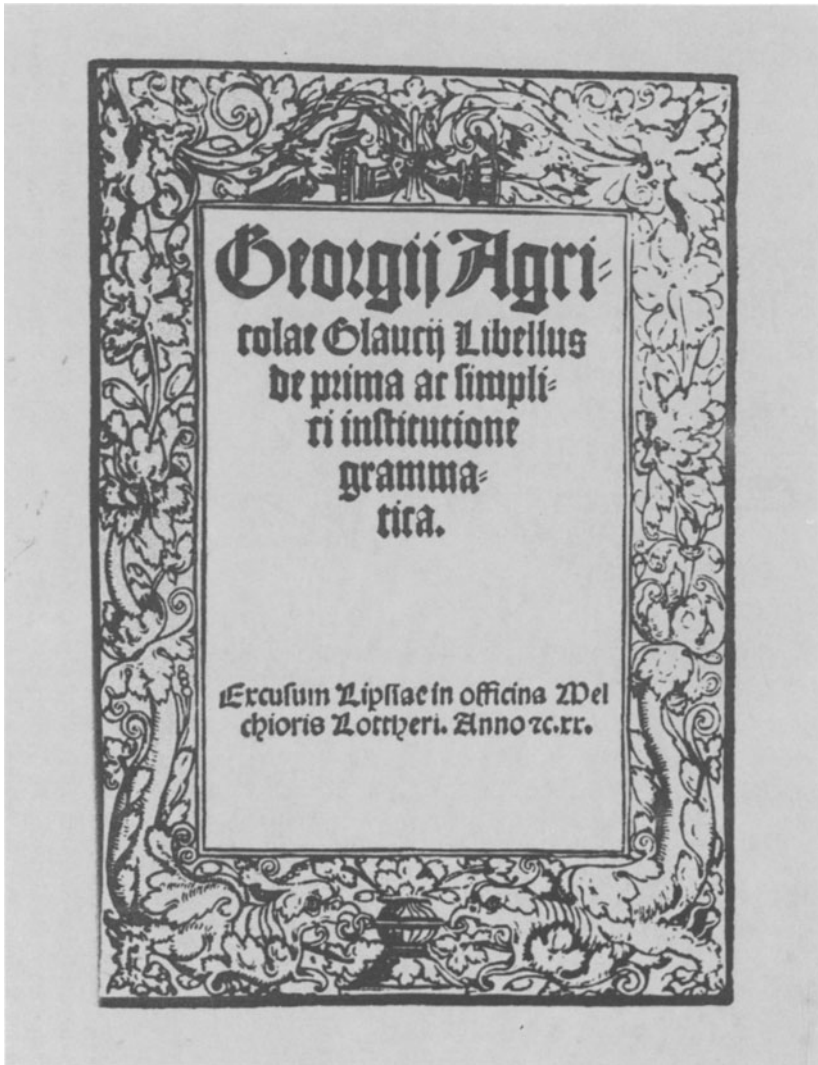 Georgij Agri⸗
colae Glaucij Libellus
de prima ac simpli⸗
ci institutione
gramma⸗
tica.
Excusum Lipsiae in officina Mel
chioris Lottheri. Anno ⁊c.xx.